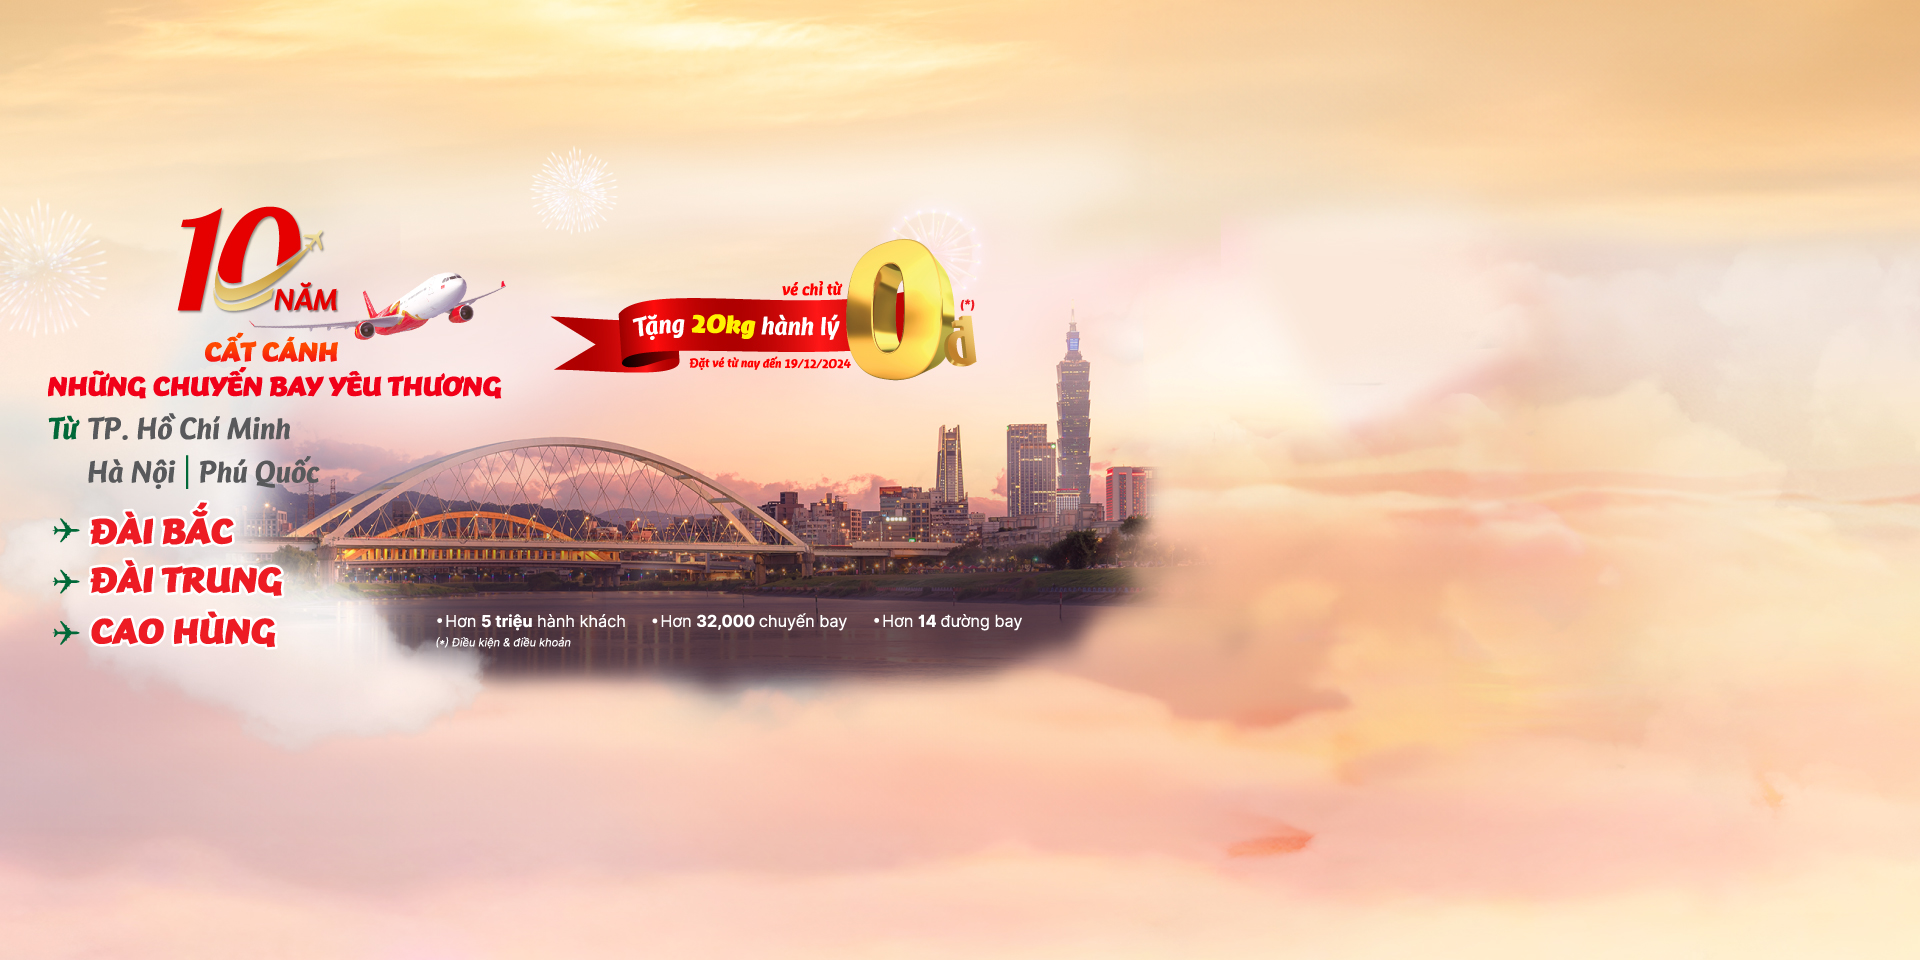 10
NĂM
CẤT CÁNH
NHỮNG CHUYẾN BAY YÊU THƯƠNG
Từ TP. Hồ Chí Minh
Hà Nội | Phú Quốc
ĐÀI BẮC
ĐÀI TRUNG
CAO HÙNG
vé chỉ từ
0đ (*)
Tặng 20kg hành lý
Đặt vé từ nay đến 19/12/2024
• Hơn 5 triệu hành khách • Hơn 32,000 chuyến bay • Hơn 14 đường bay
(*) Điều kiện & điều khoản